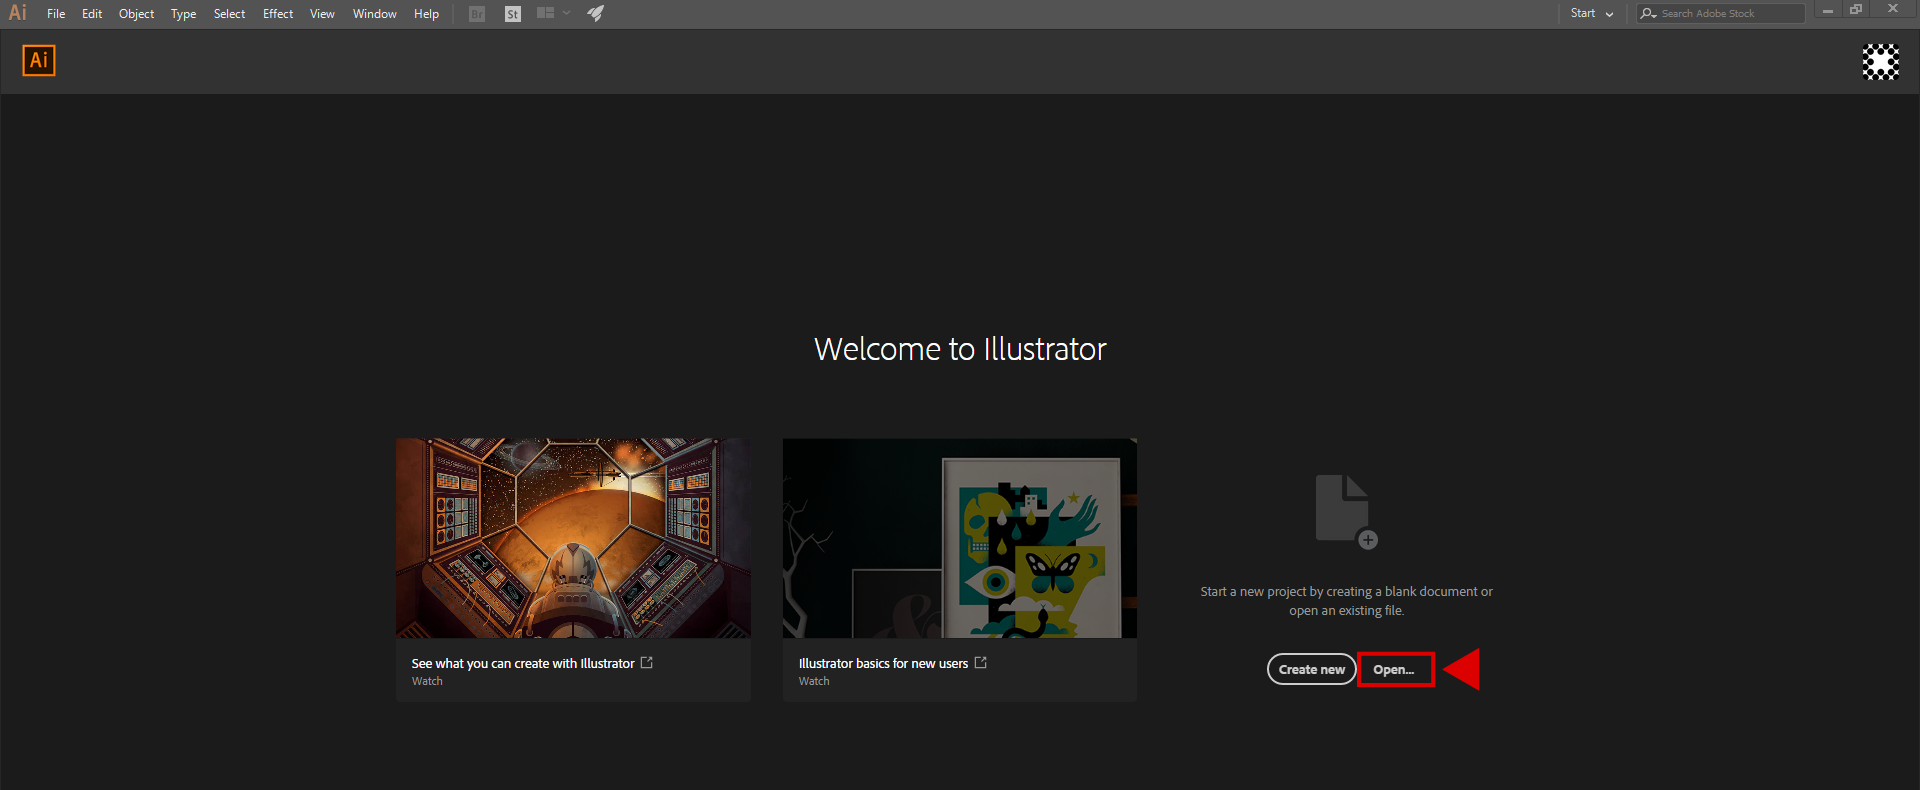 Ai File Edit Object Type Select Effect View Window Help Br St Start Search Adobe Stock
Ai
Welcome to Illustrator
&
Start a new project by creating a blank document or
open an existing file.
See what you can create with Illustrator
Watch
Illustrator basics for new users
Watch
Create new Open...